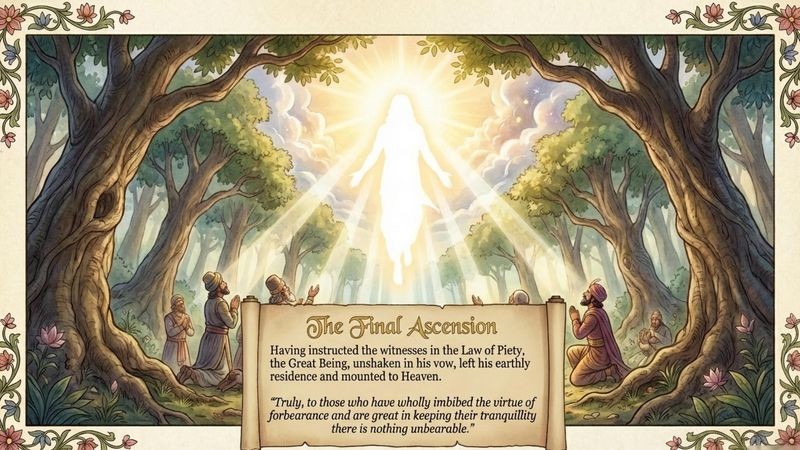 The Final Ascension
Having instructed the witnesses in the Law of Piety,
the Great Being, unshaken in his vow, left his earthly
residence and mounted to Heaven.
“Truly, to those who have wholly imbibed the virtue of
forbearance and are great in keeping their tranquillity
there is nothing unbearable.”